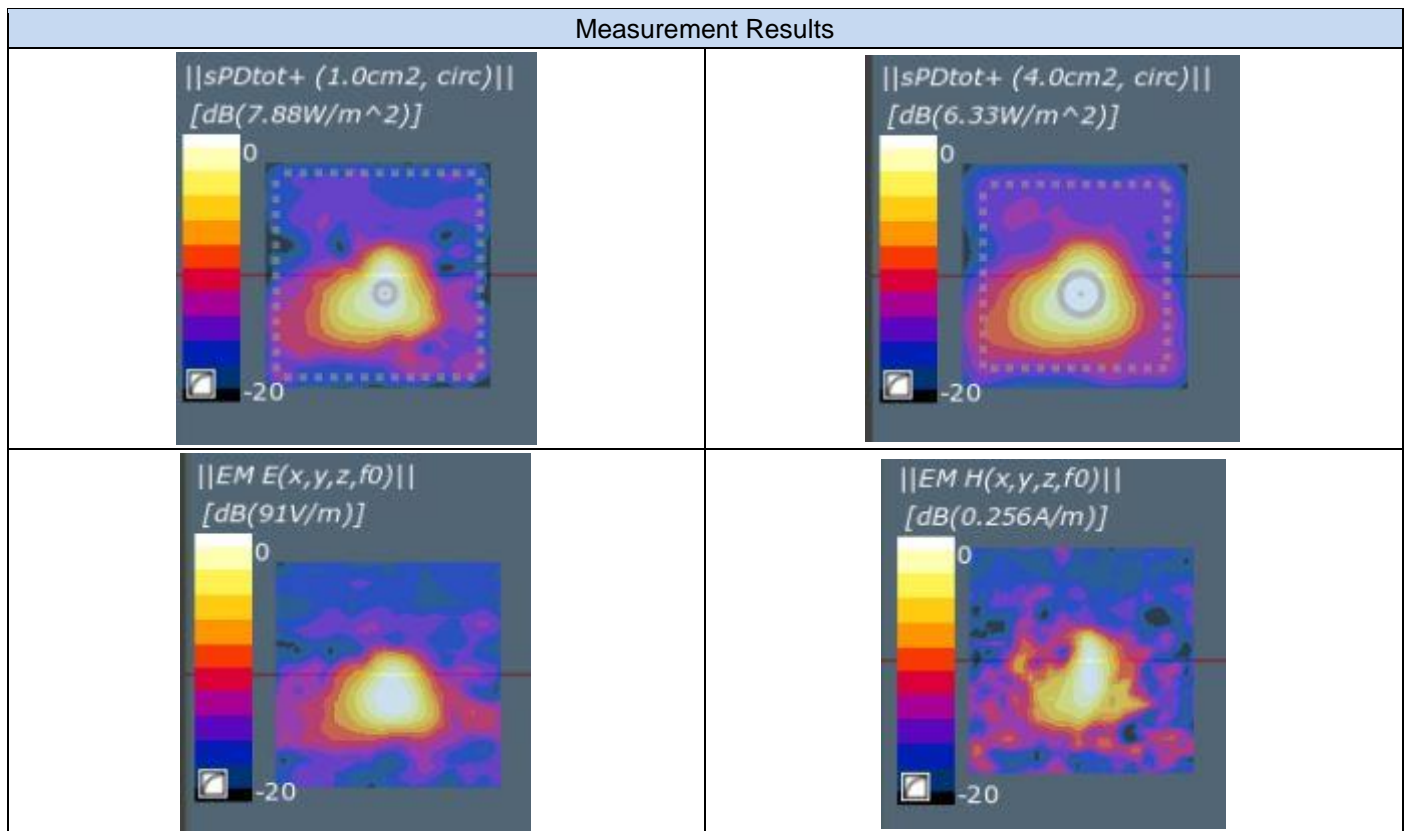 Measurement Results
||sPDtot+ (1.0cm2, circ)||
[dB(7.88W/m^2)]
0
-20
||sPDtot+ (4.0cm2, circ)||
[dB(6.33W/m^2)]
0
-20
||EM E(x,y,z,f0)||
[dB(91V/m)]
0
-20
||EM H(x,y,z,f0)||
[dB(0.256A/m)]
0
-20